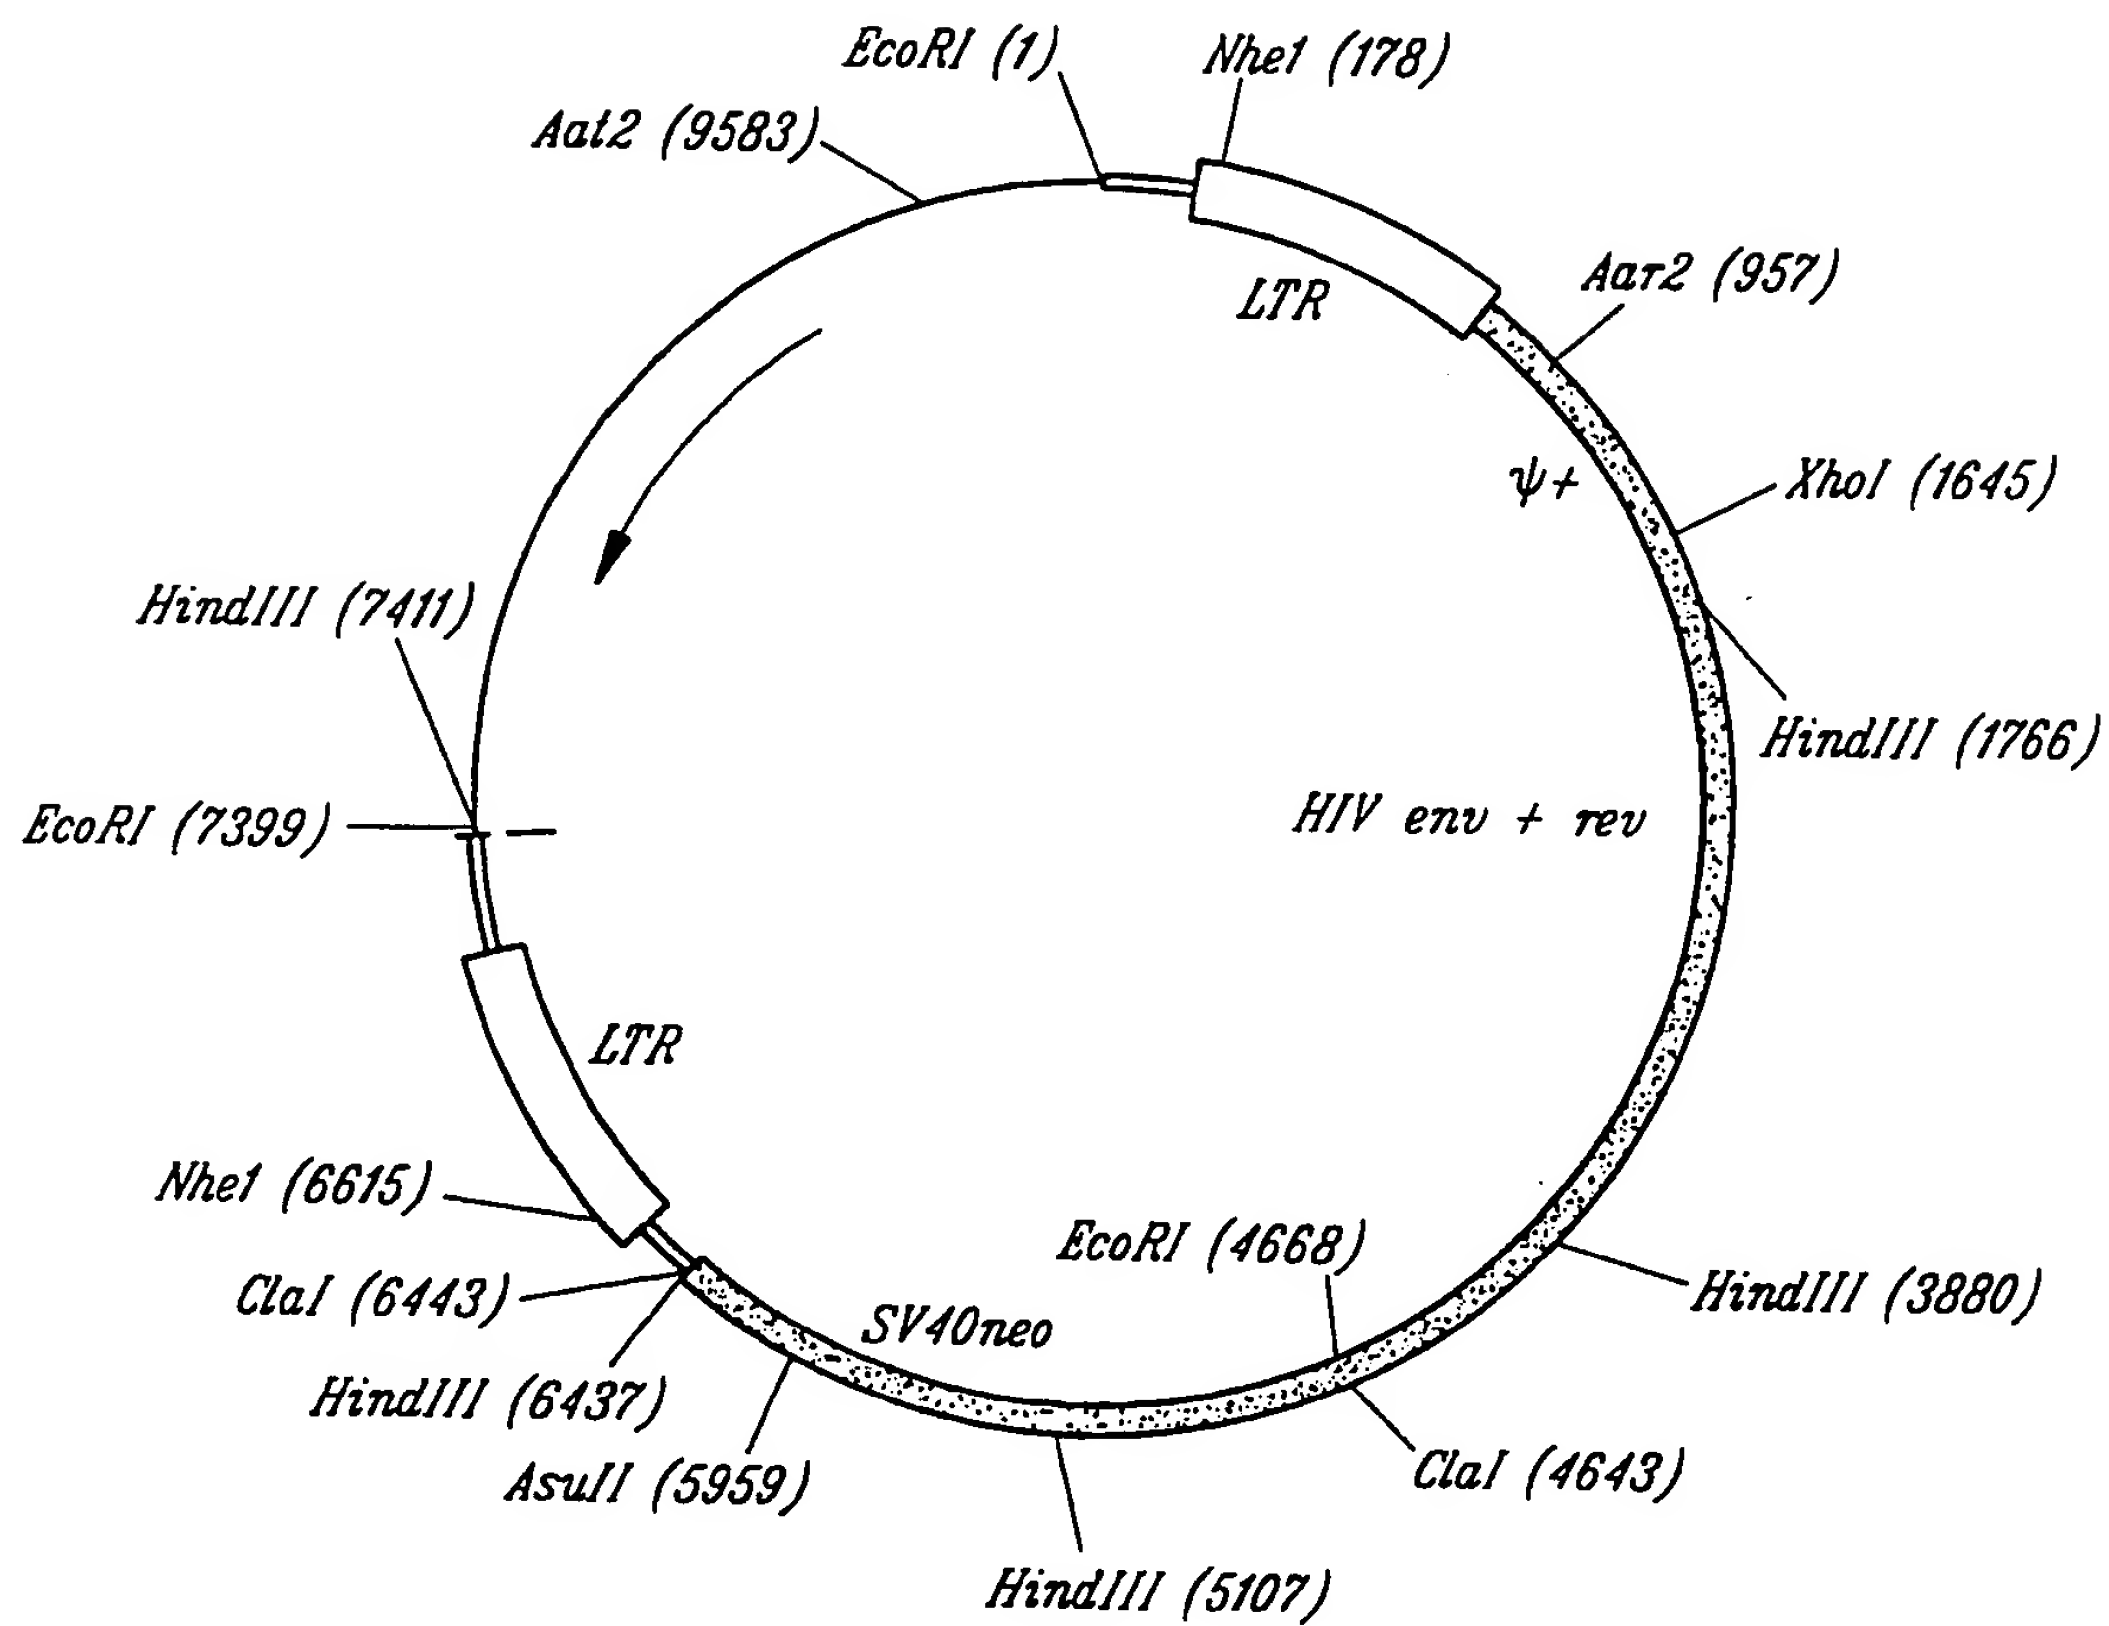 EcoRI (1)
Nhe1 (178)
Aat2 (9583)
LTR
Aar2 (957)
ψ+
XhoI (1645)
HindIII (7411)
HindIII (1766)
EcoRI (7399)
HIV env + rev
LTR
Nhe1 (6615)
EcoRI (4668)
ClaI (6443)
SV40neo
HindIII (3880)
HindIII (6437)
AsuII (5959)
ClaI (4643)
HindIII (5107)